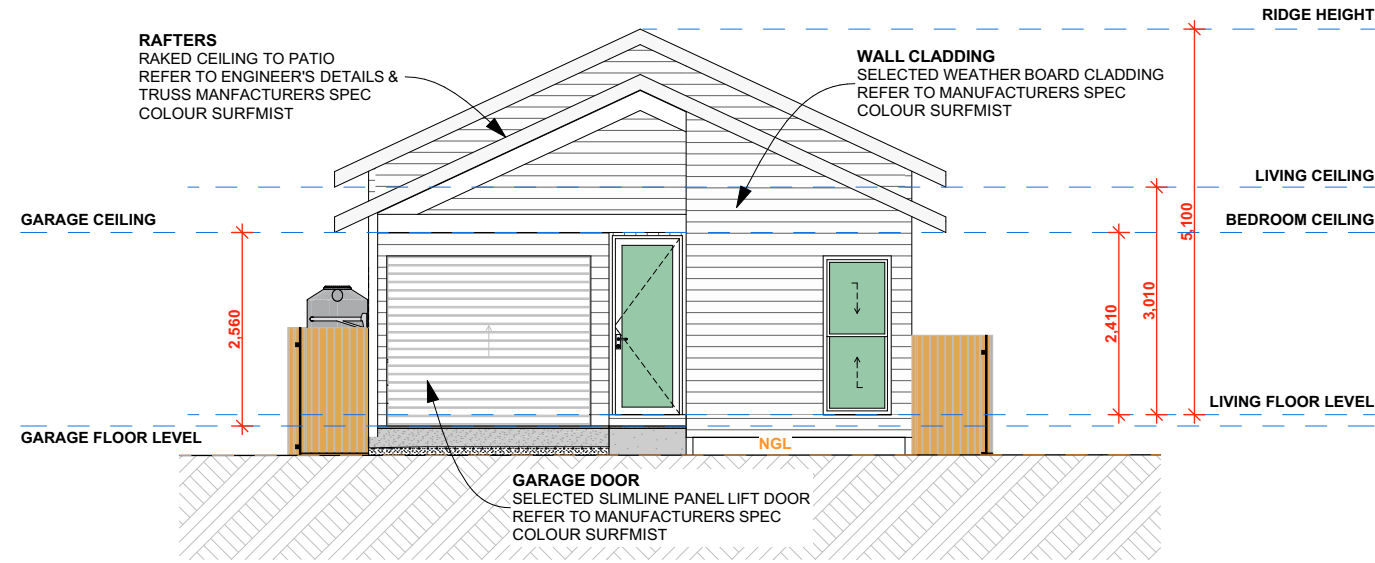 RIDGE HEIGHT
RAFTERS
RAKED CEILING TO PATIO
REFER TO ENGINEER'S DETAILS &
TRUSS MANFACTURERS SPEC
COLOUR SURFMIST
WALL CLADDING
SELECTED WEATHER BOARD CLADDING
REFER TO MANUFACTURERS SPEC
COLOUR SURFMIST
LIVING CEILING
GARAGE CEILING
BEDROOM CEILING
5,100
3,010
2,560
2,410
LIVING FLOOR LEVEL
GARAGE FLOOR LEVEL
NGL
GARAGE DOOR
SELECTED SLIMLINE PANEL LIFT DOOR
REFER TO MANUFACTURERS SPEC
COLOUR SURFMIST